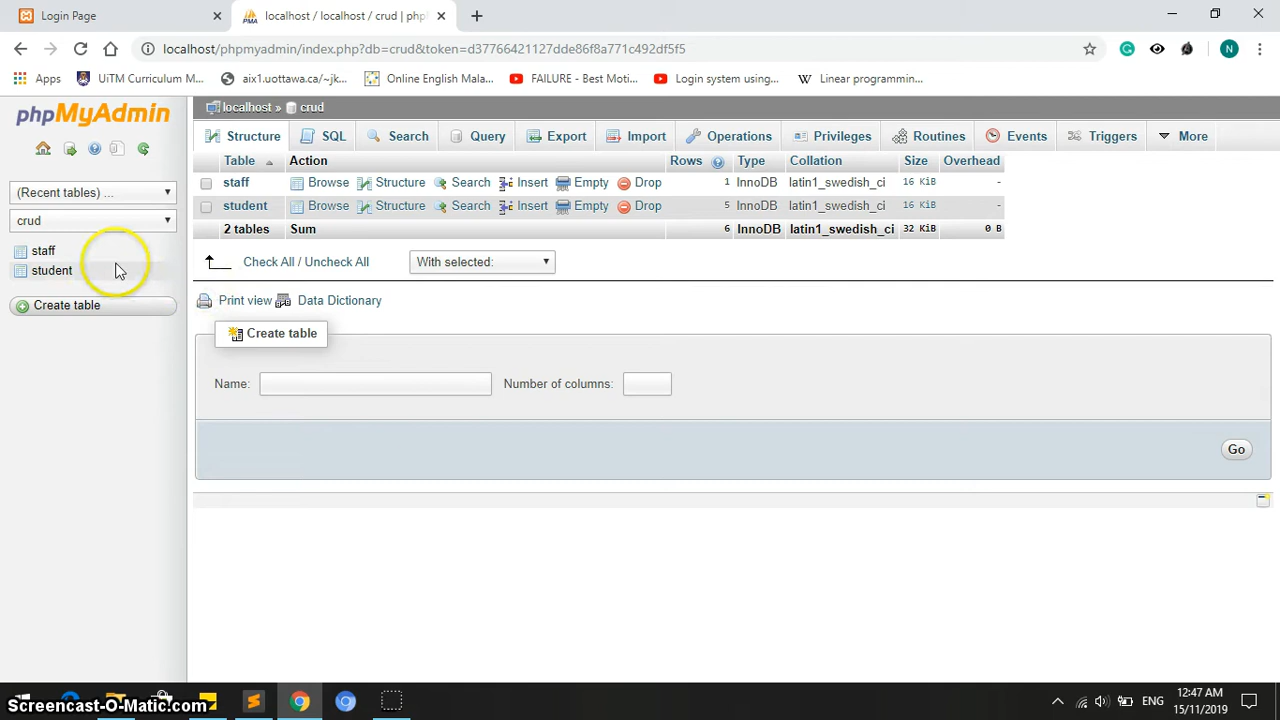 Login Page
localhost / localhost / crud | phpl
localhost/phpmyadmin/index.php?db=crud&token=d37766421127dde86f8a771c492df5f5
N
Apps
UiTM Curriculum M...
aix1.uottawa.ca/~jk...
Online English Mala...
FAILURE - Best Moti...
Login system using...
Linear programmin...
phpMyAdmin
localhost » crud
Structure
SQL
Search
Query
Export
Import
Operations
Privileges
Routines
Events
Triggers
More
Table Action Rows Type Collation Size Overhead
staff Browse Structure Search Insert Empty Drop 1 InnoDB latin1_swedish_ci 16 KiB -
student Browse Structure Search Insert Empty Drop 5 InnoDB latin1_swedish_ci 16 KiB -
2 tables Sum 6 InnoDB latin1_swedish_ci 32 KiB 0 B
(Recent tables) ...
crud
staff
student
Create table
Check All / Uncheck All With selected:
Print view Data Dictionary
Create table
Name: Number of columns:
Go
Screencast-O-Matic.com
ENG
12:47 AM
15/11/2019